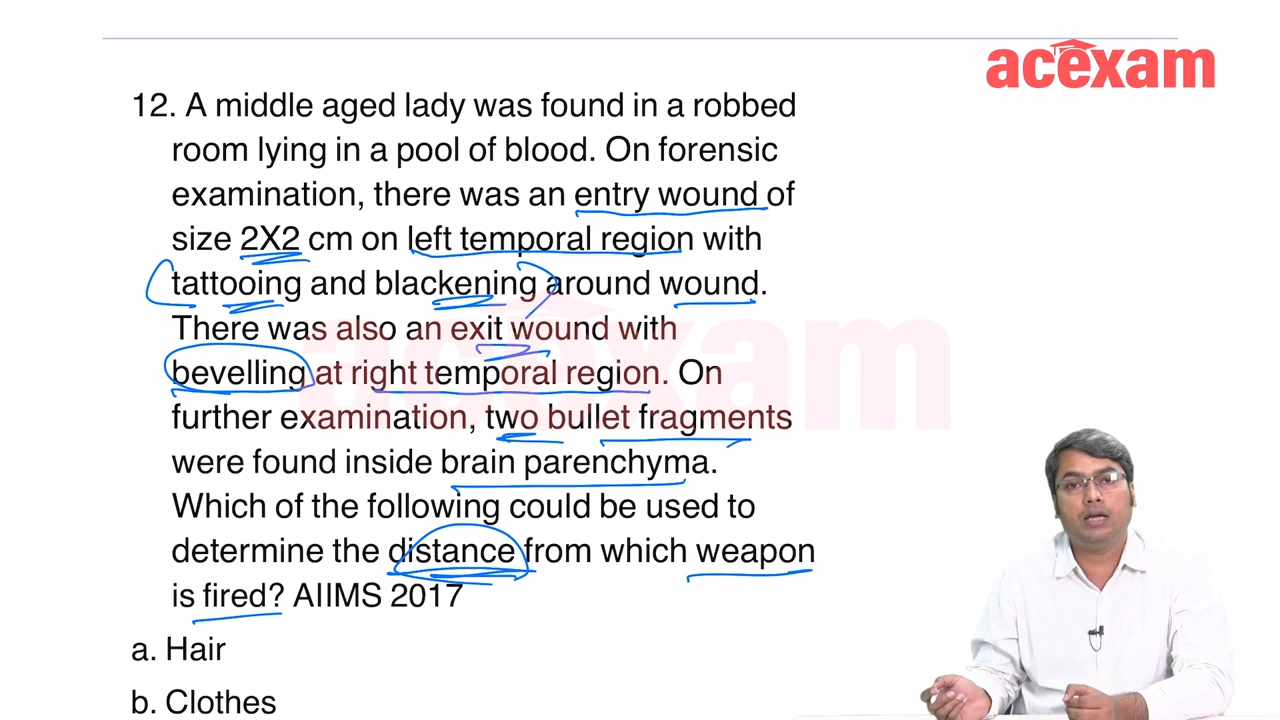 acexam
12. A middle aged lady was found in a robbed
room lying in a pool of blood. On forensic
examination, there was an entry wound of
size 2X2 cm on left temporal region with
tattooing and blackening around wound.
There was also an exit wound with
bevelling at right temporal region. On
further examination, two bullet fragments
were found inside brain parenchyma.
Which of the following could be used to
determine the distance from which weapon
is fired? AIIMS 2017
a. Hair
b. Clothes
acexam